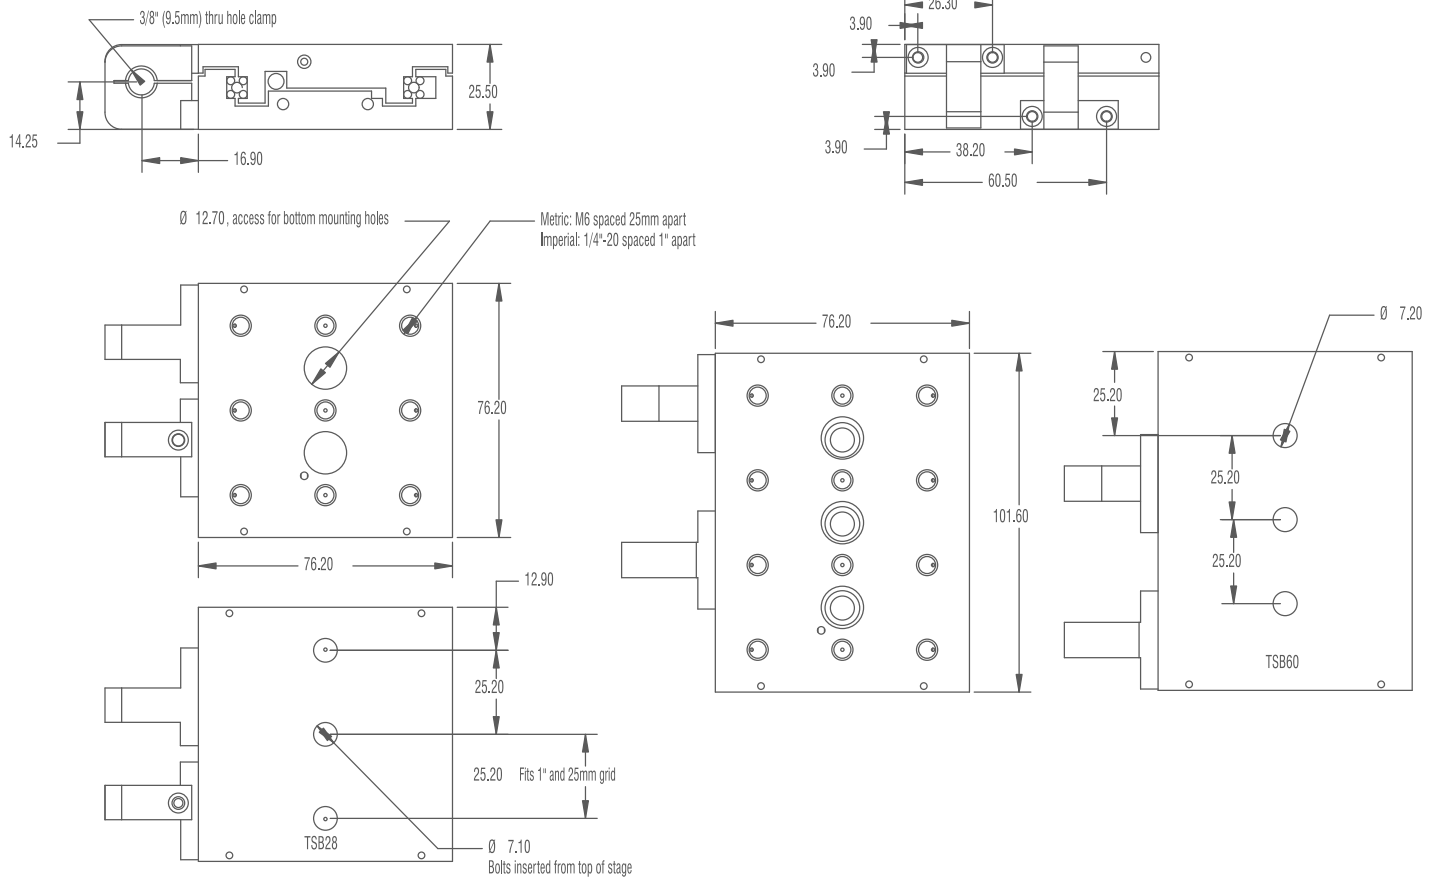 3/8" (9.5mm) thru hole clamp
25.50
14.25
16.90
26.30
3.90
3.90
3.90
38.20
60.50
Ø 12.70, access for bottom mounting holes
Metric: M6 spaced 25mm apart
Imperial: 1/4"-20 spaced 1" apart
76.20
76.20
76.20
101.60
Ø 7.20
25.20
25.20
25.20
TSB60
12.90
25.20
25.20 Fits 1" and 25mm grid
TSB28
Ø 7.10
Bolts inserted from top of stage